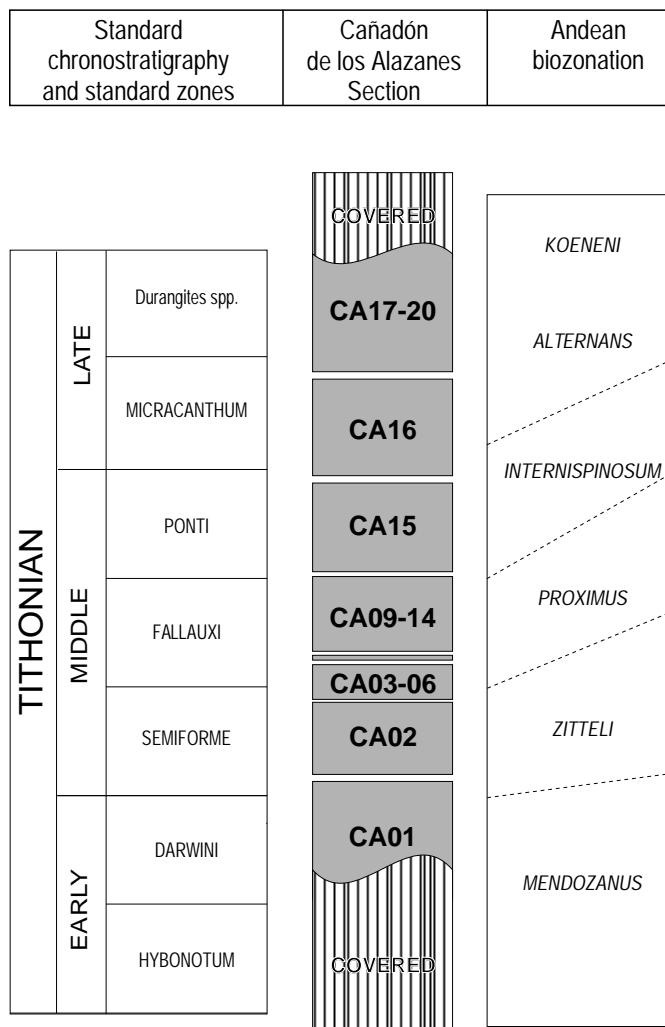 Standard
chronostratigraphy
and standard zones
Cañadón
de los Alazanes
Section
Andean
biozonation
TITHONIAN
LATE
MIDDLE
EARLY
Durangites spp.
MICRACANTHUM
PONTI
FALLAUXI
SEMIFORME
DARWINI
HYBONOTUM
COVERED
CA17-20
CA16
CA15
CA09-14
CA03-06
CA02
CA01
COVERED
KOENENI
ALTERNANS
INTERNISPINOSUM
PROXIMUS
ZITTELI
MENDOZANUS